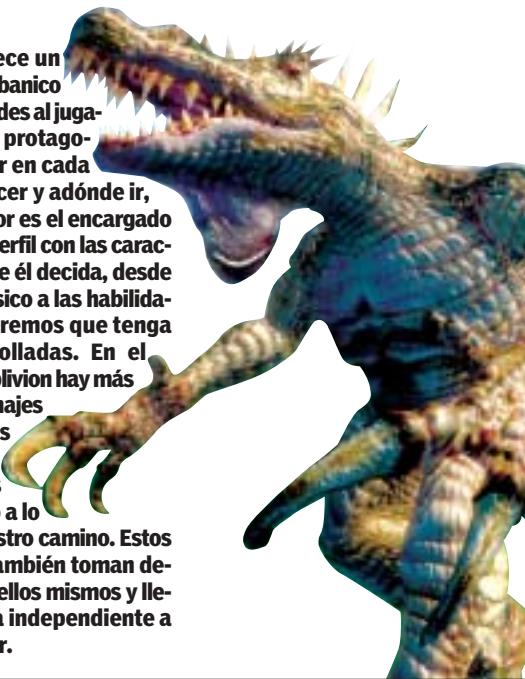 ece un
banico
des al juga-
protago-
r en cada
cer y adónde ir,
or es el encargado
erfil con las carac-
e él decida, desde
sico a las habilida-
remos que tenga
olladas. En el
blivion hay más
najes
s
s
o a lo
stro camino. Estos
ambién toman de-
ellos mismos y lle-
a independiente a
r.